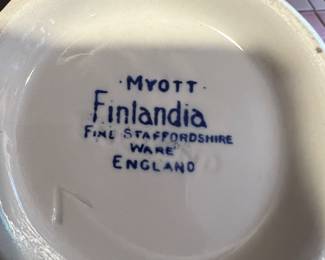 · MYOTT ·
Finlandia
FINE STAFFORDSHIRE
WARE
ENGLAND